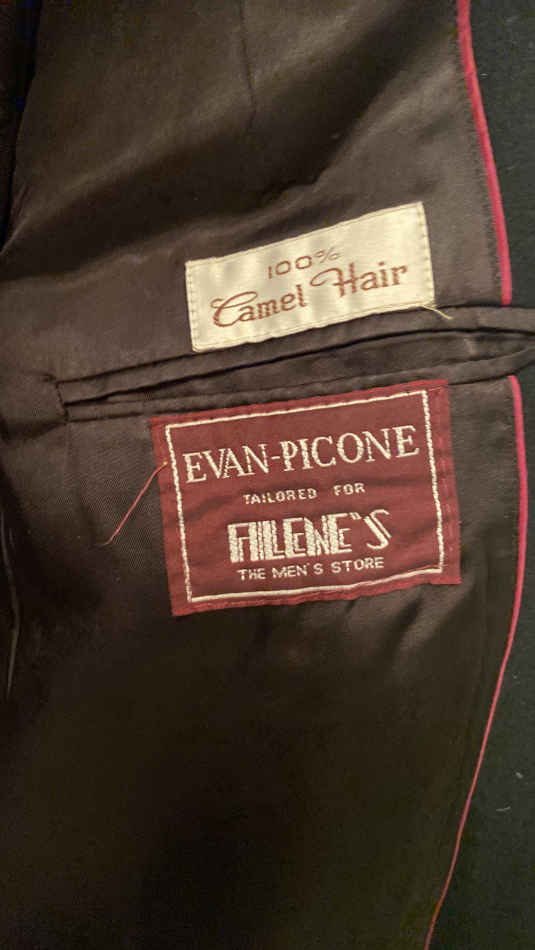 100%
Camel Hair
EVAN-PICONE
TAILORED FOR
FILENE'S
THE MEN'S STORE